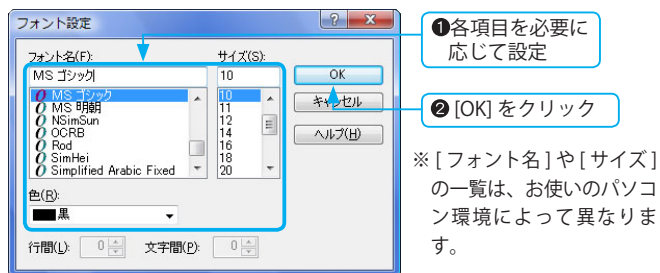 フォント設定
フォント名(F):
サイズ(S):
MS ゴシック
10
OK
MS ゴシック
MS 明朝
NSimSun
OCRB
Rod
SimHei
Simplified Arabic Fixed
10
11
12
14
16
18
20
キャンセル
ヘルプ(H)
色(R):
黒
行間(L):
0
文字間(P):
0
❶各項目を必要に
応じて設定
❷ [OK] をクリック
※ [ フォント名 ] や [ サイズ ]
の一覧は、お使いのパソコ
ン環境によって異なりま
す。